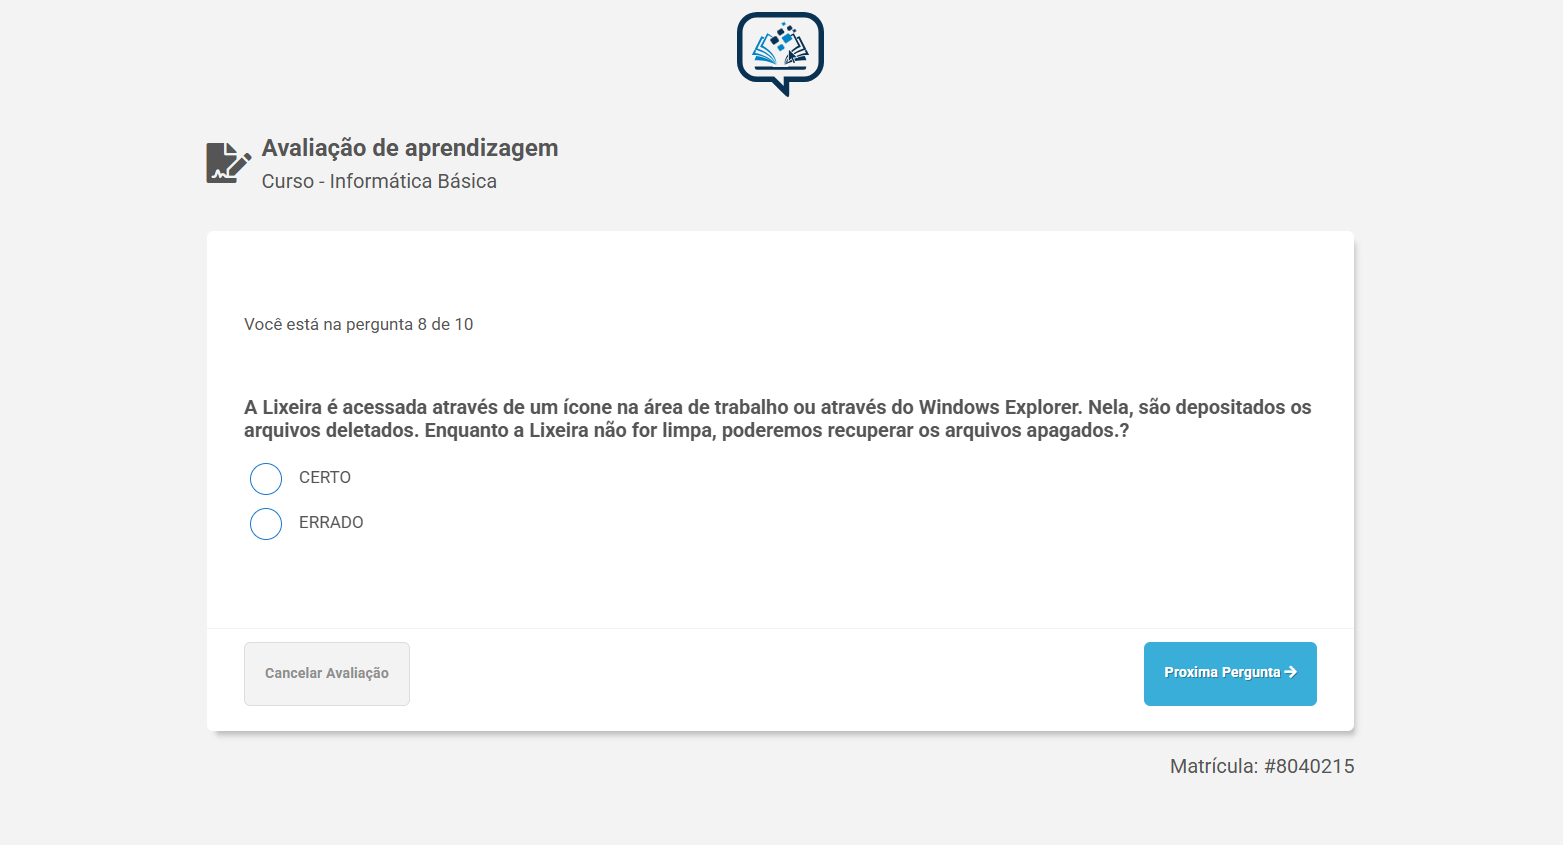 Avaliação de aprendizagem
Curso - Informática Básica
Você está na pergunta 8 de 10
A Lixeira é acessada através de um ícone na área de trabalho ou através do Windows Explorer. Nela, são depositados os
arquivos deletados. Enquanto a Lixeira não for limpa, poderemos recuperar os arquivos apagados.?
CERTO
ERRADO
Cancelar Avaliação
Proxima Pergunta
Matrícula: #8040215